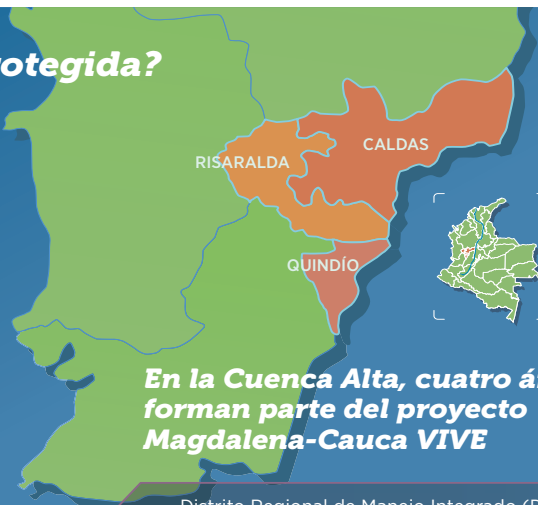 otegida?
CALDAS
RISARALDA
QUINDÍO
En la Cuenca Alta, cuatro
forman parte del proyecto
Magdalena-Cauca VIVE
Distrito Regional de Manejo Integrado